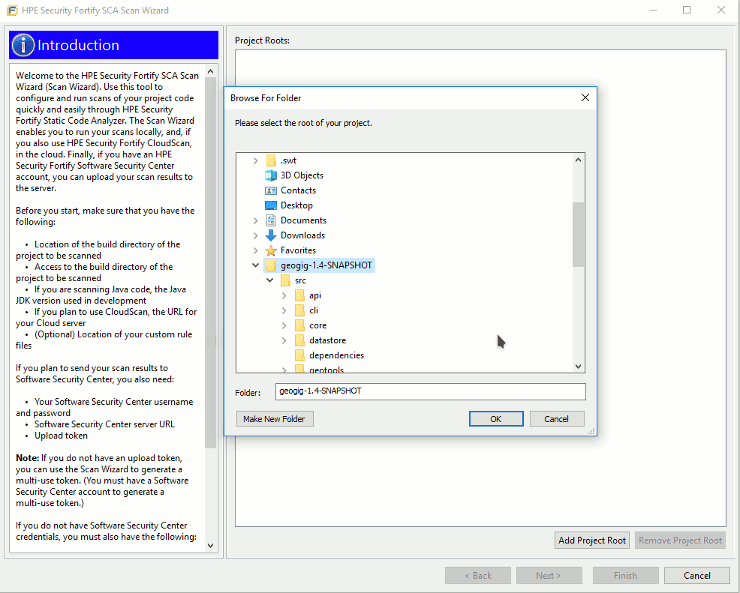 HPE Security Fortify SCA Scan Wizard
Introduction
Welcome to the HPE Security Fortify SCA Scan
Wizard (Scan Wizard). Use this tool to
configure and run scans of your project code
quickly and easily through HPE Security
Fortify Static Code Analyzer. The Scan Wizard
enables you to run your scans locally, and, if
you also use HPE Security Fortify CloudScan,
in the cloud. Finally, if you have an HPE
Security Fortify Software Security Center
account, you can upload your scan results to
the server.
Before you start, make sure that you have the
following:
• Location of the build directory of the
project to be scanned
• Access to the build directory of the
project to be scanned
• If you are scanning Java code, the Java
JDK version used in development
• If you plan to use CloudScan, the URL for
your Cloud server
• (Optional) Location of your custom rule
files
If you plan to send your scan results to
Software Security Center, you also need:
• Your Software Security Center username
and password
• Software Security Center server URL
• Upload token
Note: If you do not have an upload token,
you can use the Scan Wizard to generate a
multi-use token. (You must have a Software
Security Center account to generate a
multi-use token.)
If you do not have Software Security Center
credentials, you must also have the following:
Project Roots:
Browse For Folder
Please select the root of your project.
.swt
3D Objects
Contacts
Desktop
Documents
Downloads
Favorites
geogig-1.4-SNAPSHOT
src
api
cli
core
datastore
dependencies
geotools
Folder: geogig-1.4-SNAPSHOT
Make New Folder OK Cancel
Add Project Root Remove Project Root
< Back Next > Finish Cancel